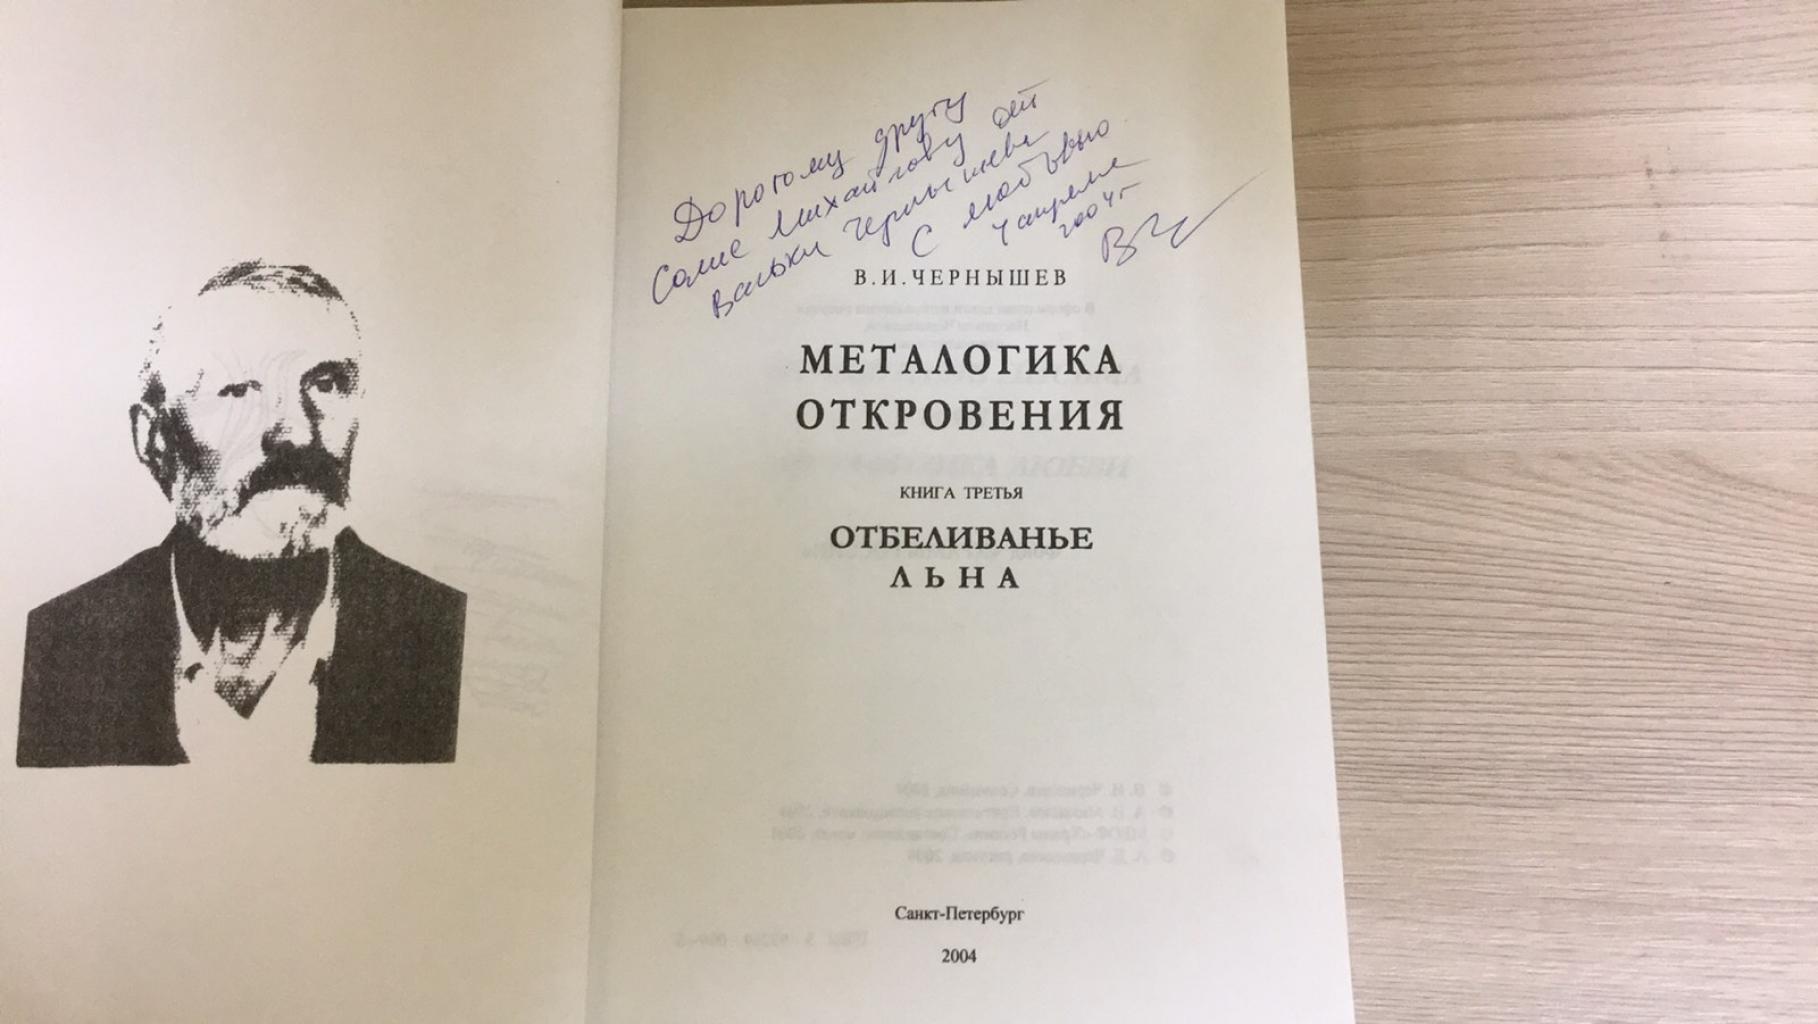 Дорогому другу
Саше Михайлову от
Вальки Чернышева
С любовью
4 апреля
2004 г
В. И. ЧЕРНЫШЕВ
МЕТАЛОГИКА
ОТКРОВЕНИЯ
КНИГА ТРЕТЬЯ
ОТБЕЛИВАНЬЕ
ЛЬНА
Санкт-Петербург
2004